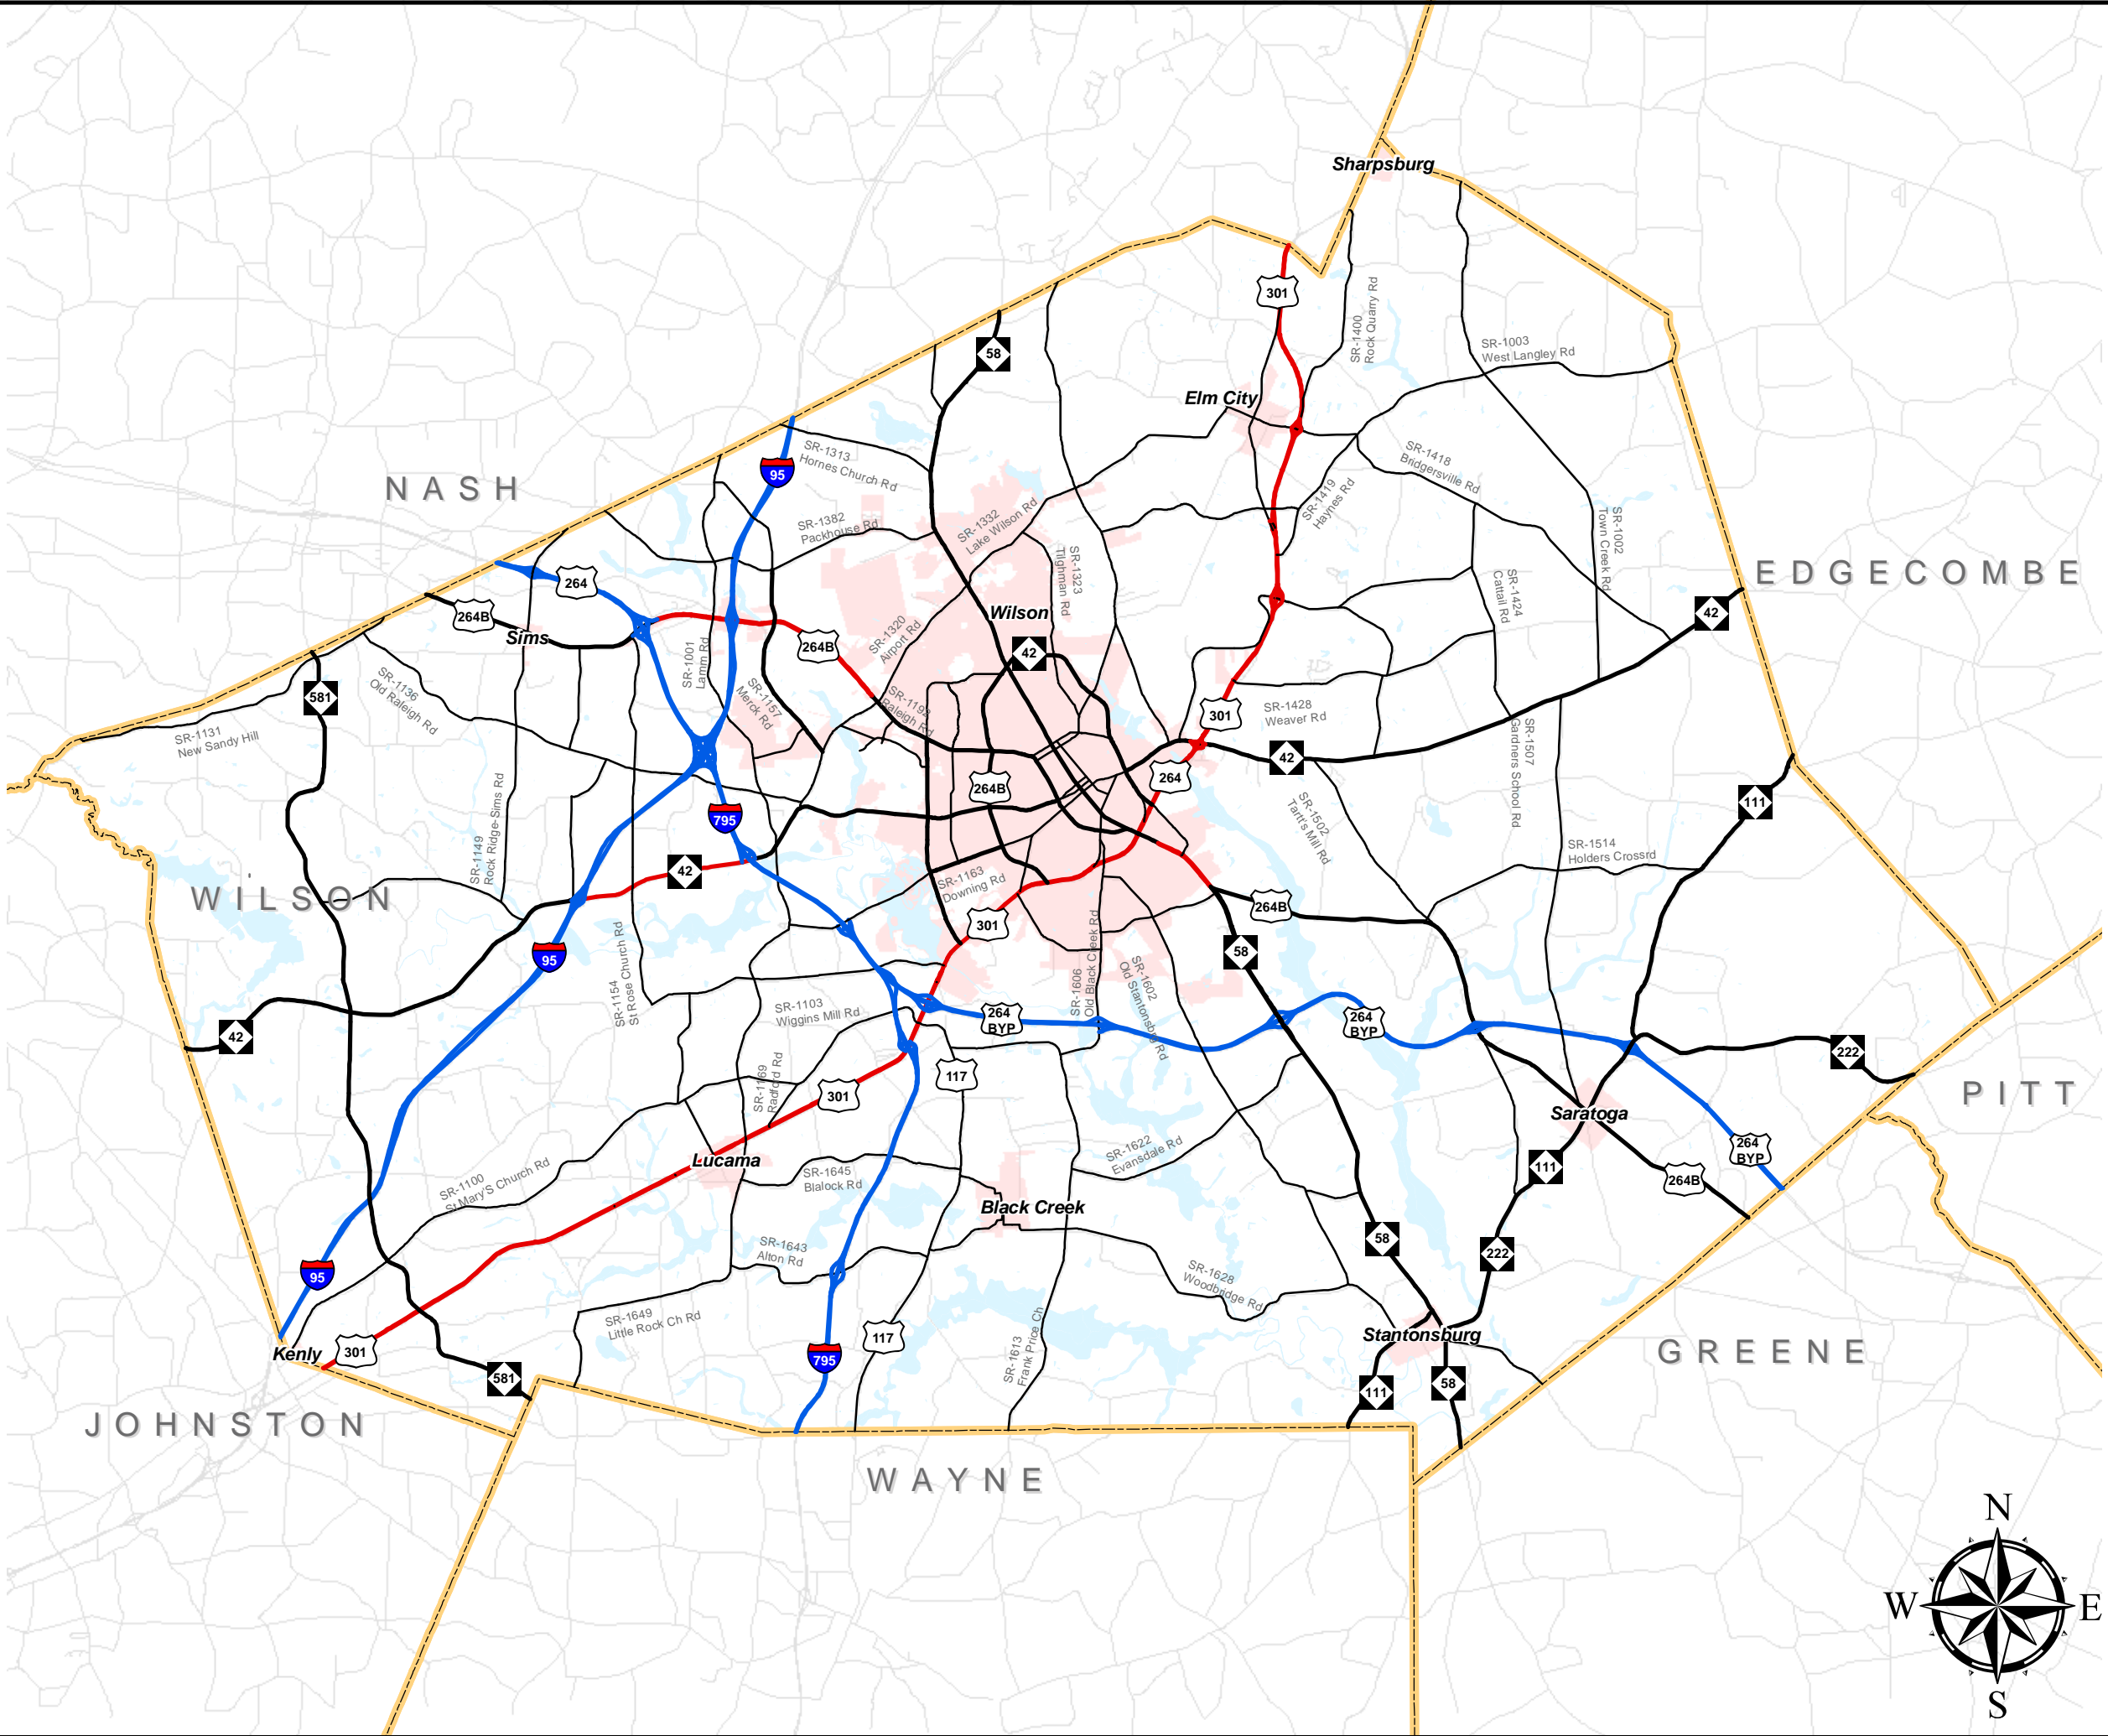 Sharpsburg
301
SR-1400
Rock Quarry Rd
58
SR-1003
West Langley Rd
Elm City
SR-1313
Hornes Church Rd
95
SR-1418
Bridgersville Rd
NASH
SR-1419
Haynes Rd
SR-1382
Packhouse Rd
SR-1332
Lake Wilson Rd
SR-1323
Tilghman Rd
SR-1002
Town Creek Rd
EDGECOMBE
264
SR-1424
Cattail Rd
264B
Sims
Wilson
42
264B
SR-1320
Airport Rd
42
SR-1001
Lamm Rd
581
SR-1136
Old Raleigh Rd
SR-1157
Merck Rd
SR-1192
Raleigh Rd
301
SR-1428
Weaver Rd
SR-1131
New Sandy Hill
SR-1507
Gardners School Rd
42
264
264B
111
795
SR-1149
Rock Ridge-Sims Rd
SR-1502
Tartt's Mill Rd
SR-1514
Holders Crossrd
42
SR-1163
Downing Rd
WILSON
264B
301
58
95
SR-1154
St Rose Church Rd
SR-1606
Old Black Creek Rd
SR-1602
Old Stantonsburg Rd
SR-1103
Wiggins Mill Rd
264
BYP
264
BYP
42
222
117
SR-1169
Radford Rd
301
PITT
Saratoga
SR-1622
Evansdale Rd
264
BYP
Lucama
111
SR-1645
Blalock Rd
264B
SR-1100
St Mary'S Church Rd
Black Creek
58
222
SR-1643
Alton Rd
95
SR-1628
Woodbridge Rd
SR-1649
Little Rock Ch Rd
117
Stantonsburg
Kenly
301
795
SR-1613
Frank Price Ch
GREENE
581
111
58
JOHNSTON
WAYNE
N
W
E
S